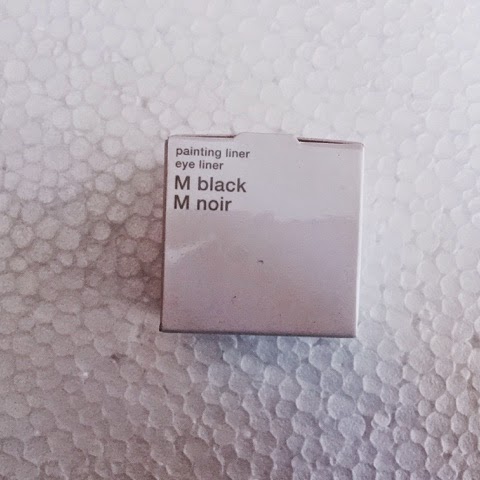 painting liner
eye liner
M black
M noir